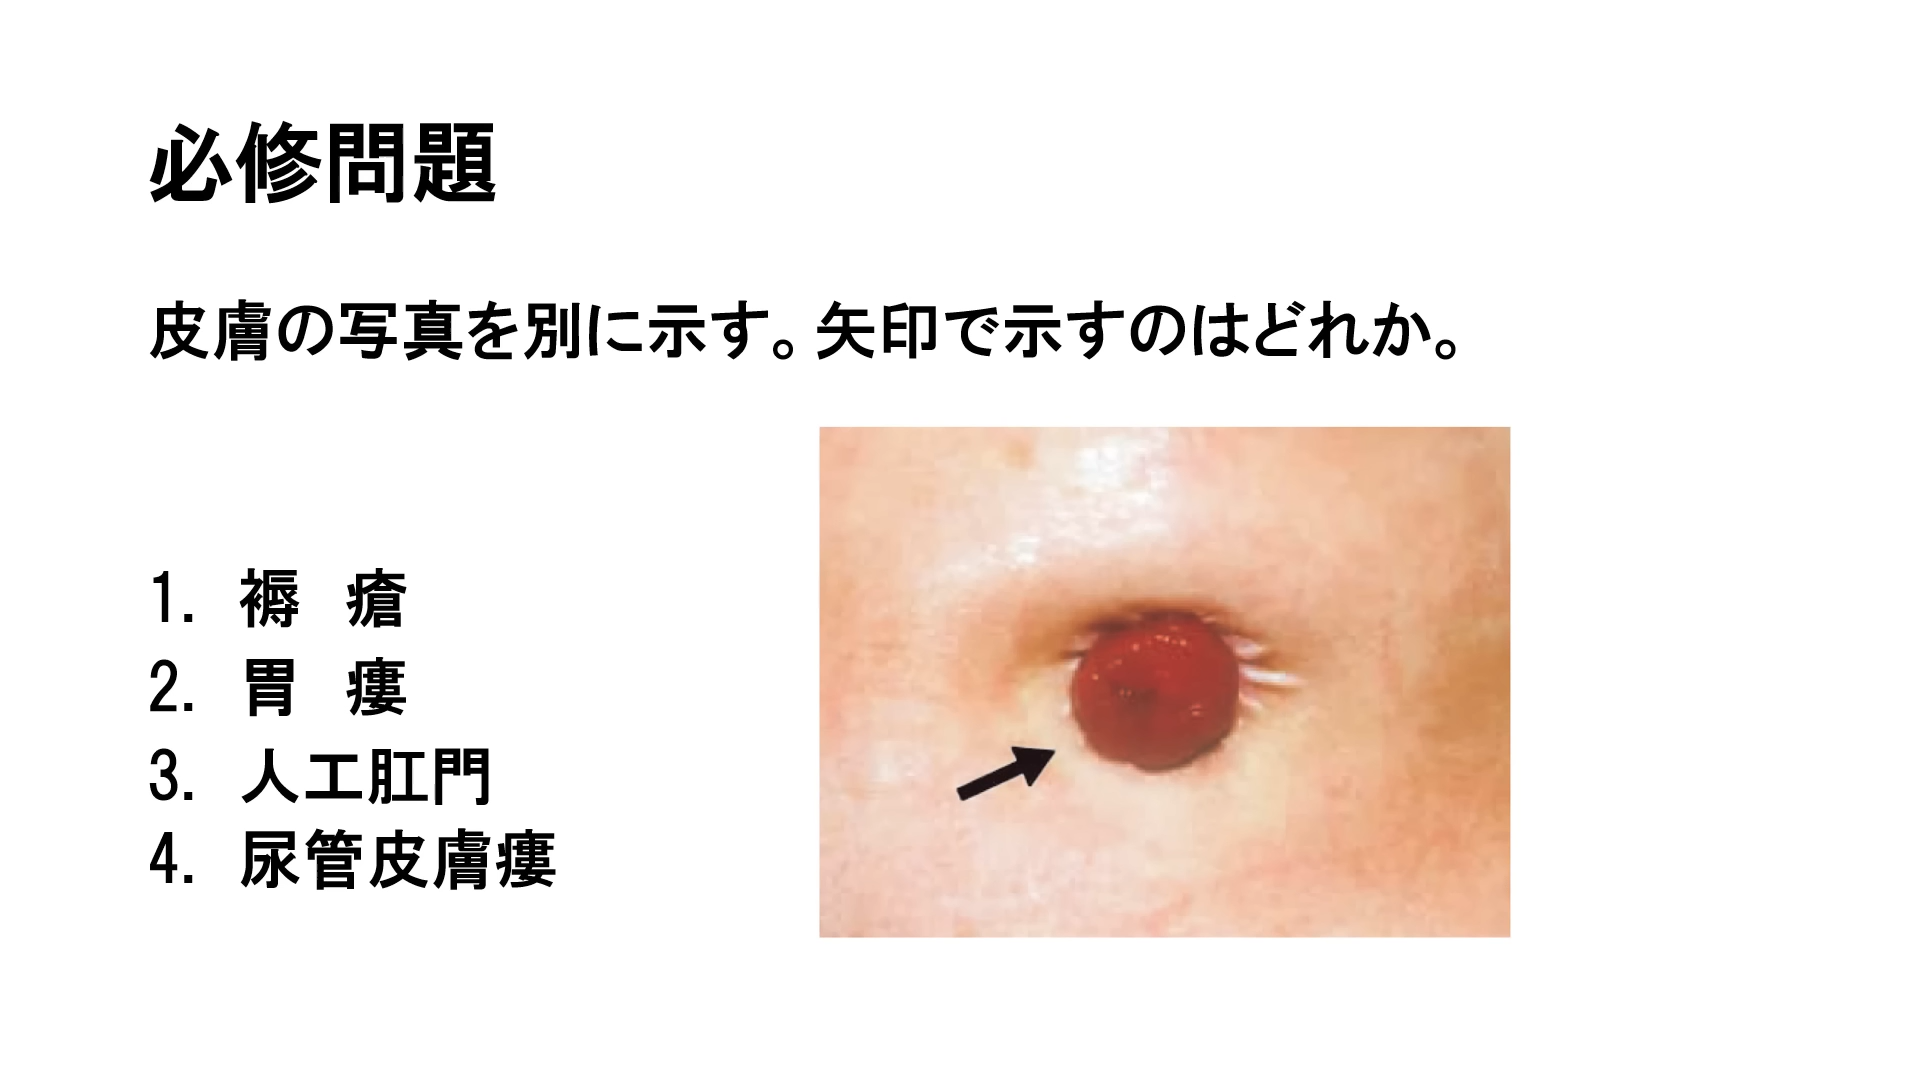 必修問題
皮膚の写真を別に示す。矢印で示すのはどれか。
1. 褥　瘡
2. 胃　瘻
3. 人工肛門
4. 尿管皮膚瘻